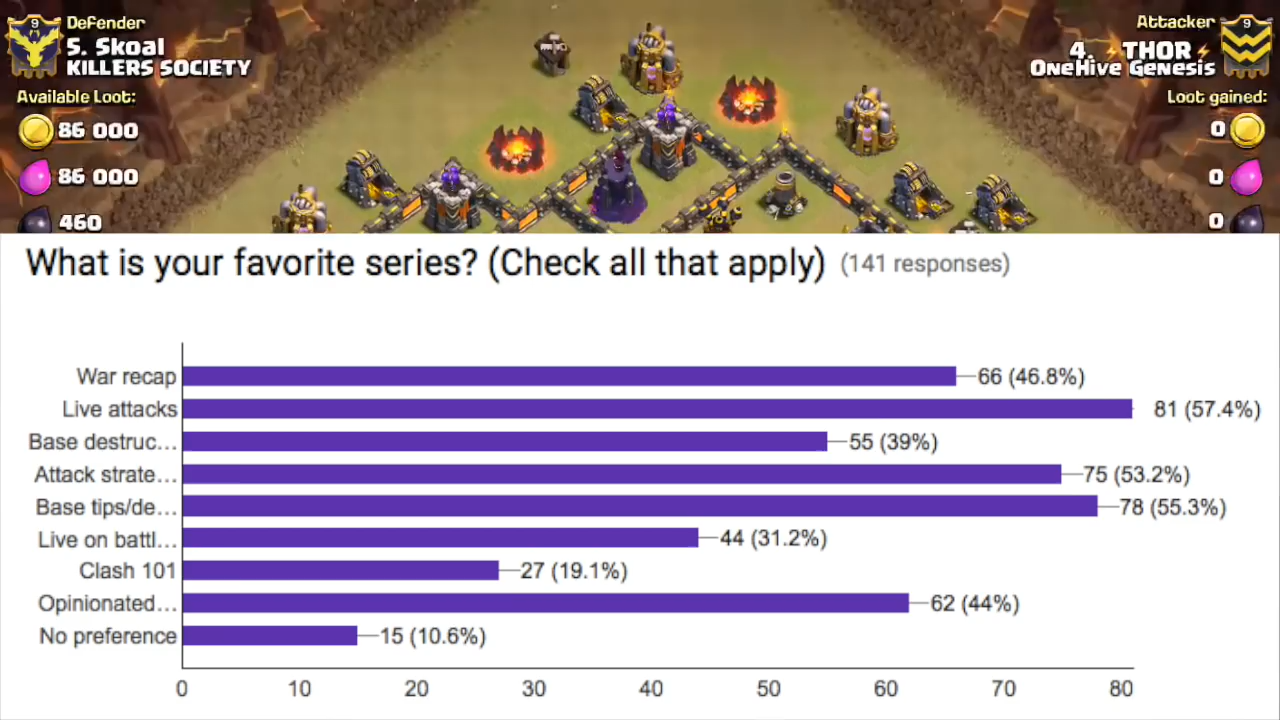 9
Defender
5. Skoal
KILLERS SOCIETY
Available Loot:
86 000
86 000
460
Attacker
9
4. ⚡THOR⚡
OneHive Genesis
Loot gained:
0
0
0
What is your favorite series? (Check all that apply) (141 responses)
War recap 66 (46.8%)
Live attacks 81 (57.4%)
Base destruc... 55 (39%)
Attack strate... 75 (53.2%)
Base tips/de... 78 (55.3%)
Live on battl... 44 (31.2%)
Clash 101 27 (19.1%)
Opinionated... 62 (44%)
No preference 15 (10.6%)
0 10 20 30 40 50 60 70 80